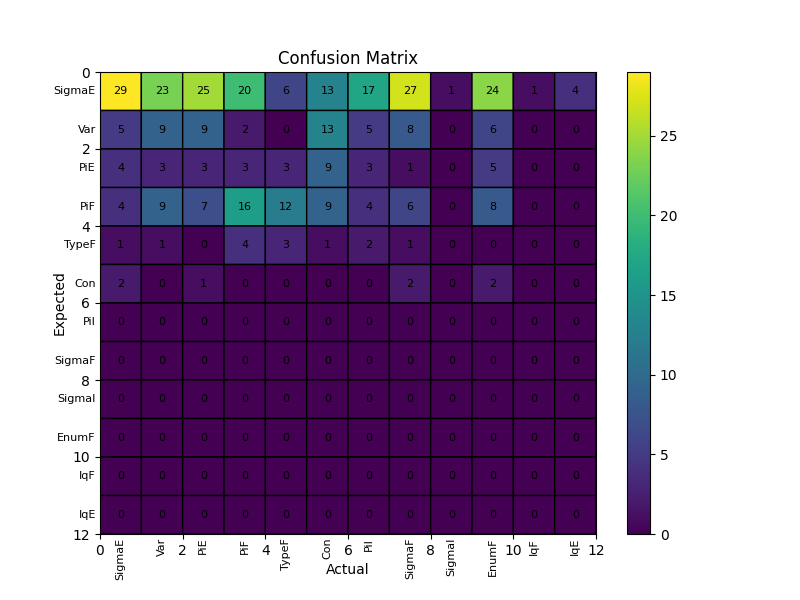 Confusion Matrix
0
SigmaE 29 23 25 20 6 13 17 27 1 24 1 4
Var 5 9 9 2 0 13 5 8 0 6 0 0
2
PiE 4 3 3 3 3 9 3 1 0 5 0 0
PiF 4 9 7 16 12 9 4 6 0 8 0 0
4
TypeF 1 1 0 4 3 1 2 1 0 0 0 0
Con 2 0 1 0 0 0 0 2 0 2 0 0
6
PiI 0 0 0 0 0 0 0 0 0 0 0 0
SigmaF 0 0 0 0 0 0 0 0 0 0 0 0
8
SigmaI 0 0 0 0 0 0 0 0 0 0 0 0
EnumF 0 0 0 0 0 0 0 0 0 0 0 0
10
IqF 0 0 0 0 0 0 0 0 0 0 0 0
IqE 0 0 0 0 0 0 0 0 0 0 0 0
12
Expected
0 2 4 6 8 10 12
SigmaE Var PiE PiF TypeF Con PiI SigmaF SigmaI EnumF IqF IqE
Actual
25
20
15
10
5
0